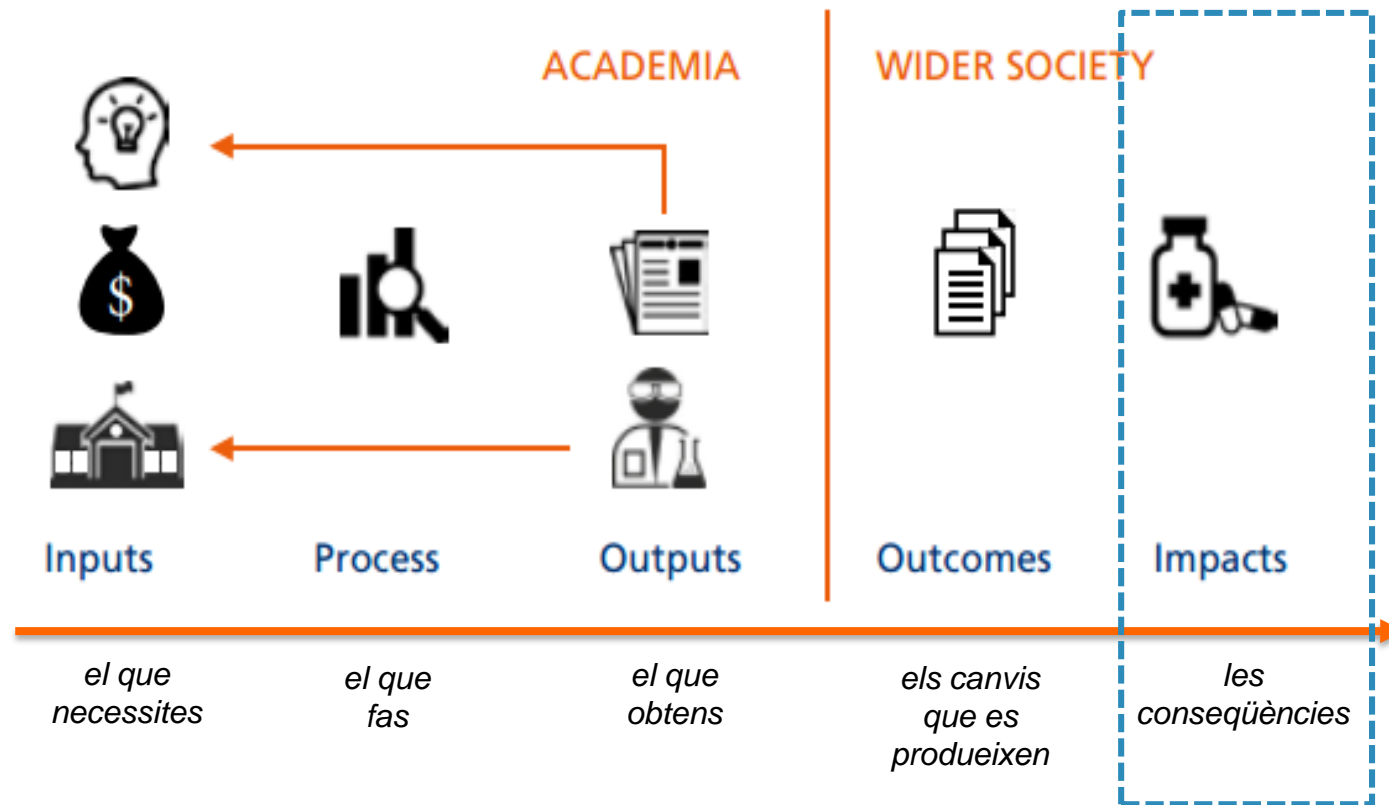 ACADEMIA
WIDER SOCIETY
$
Inputs
Process
Outputs
Outcomes
Impacts
el que
necessites
el que
fas
el que
obtens
els canvis
que es
produeixen
les
conseqüències